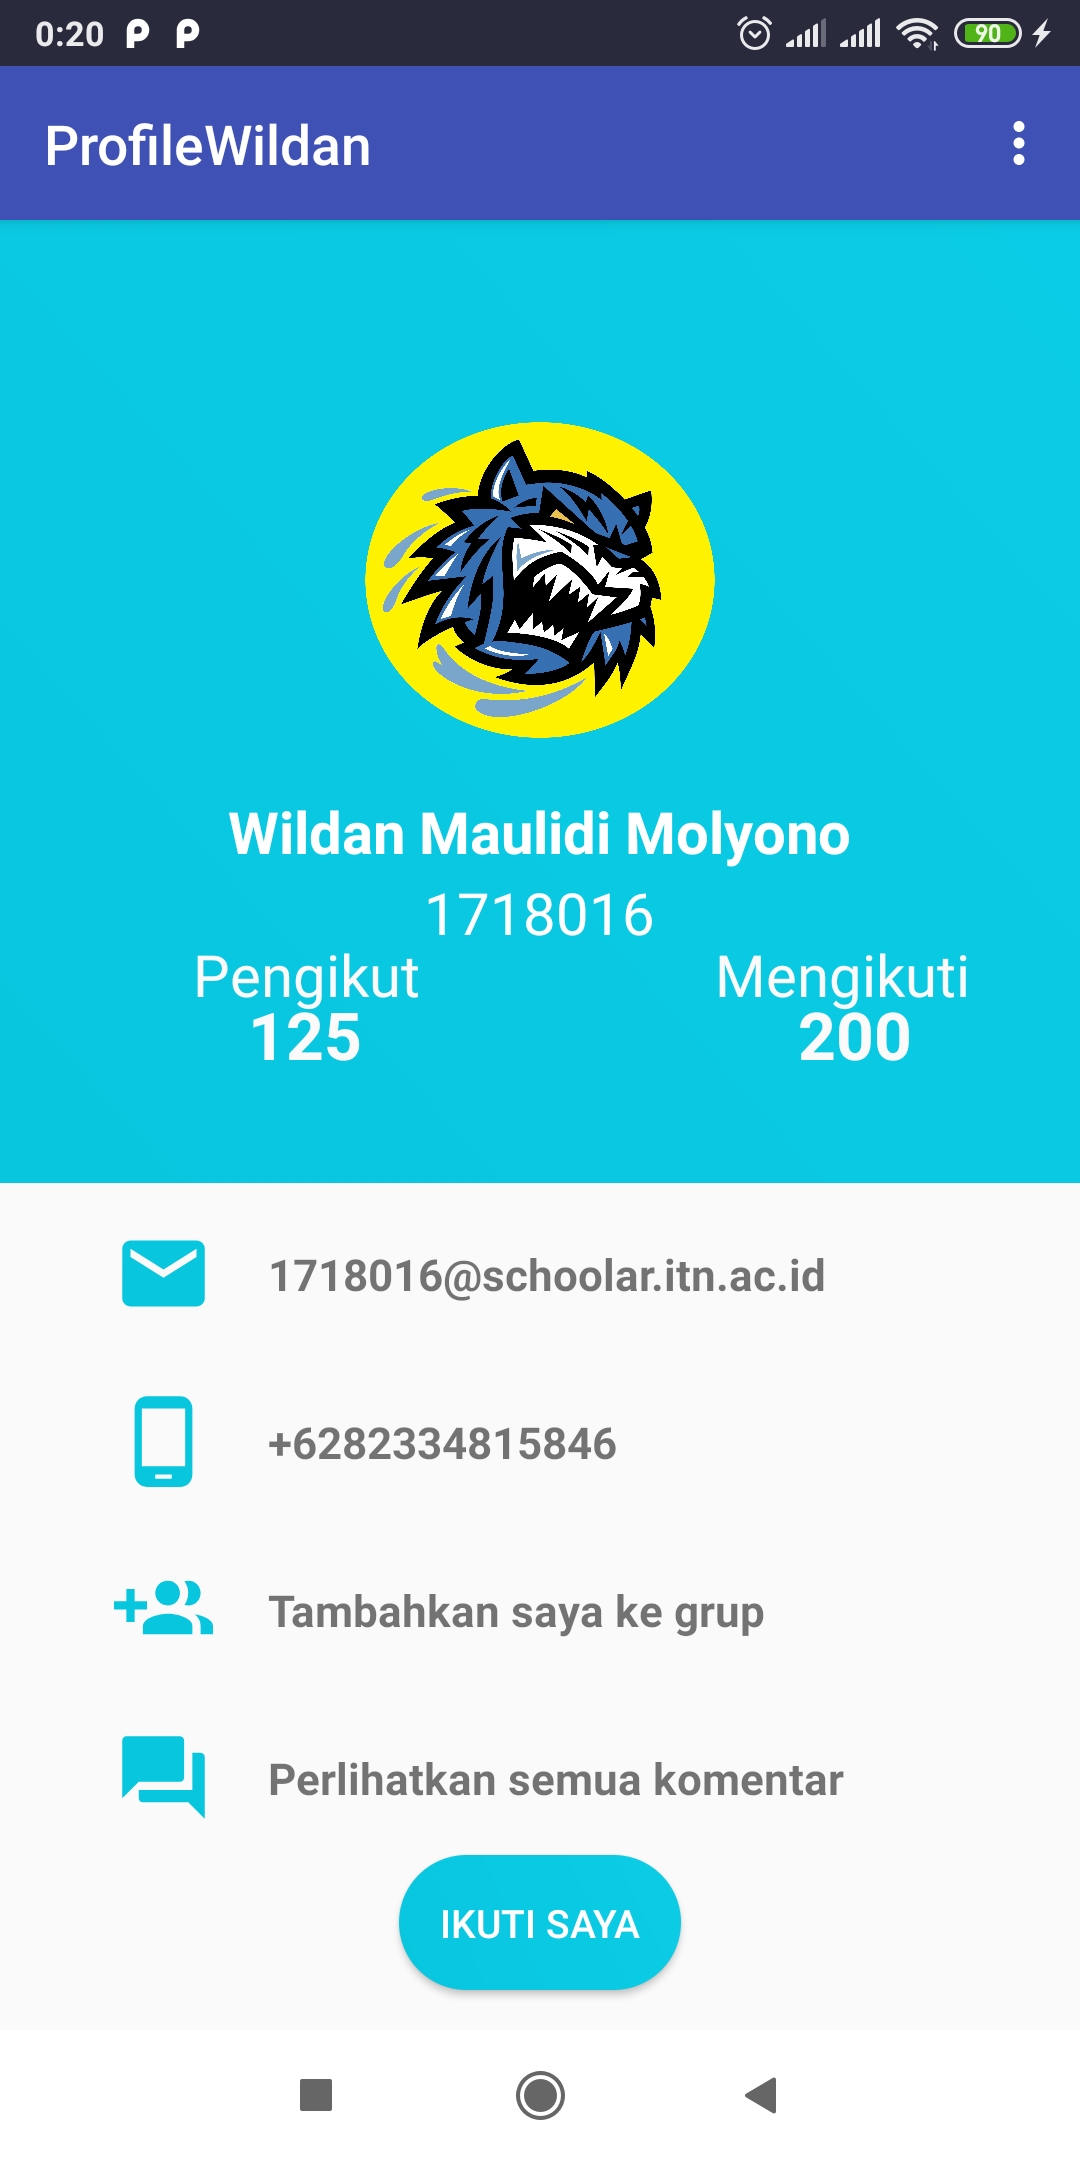 0:20
90
ProfileWildan
Wildan Maulidi Molyono
1718016
Pengikut Mengikuti
125 200
1718016@schoolar.itn.ac.id
+6282334815846
Tambahkan saya ke grup
Perlihatkan semua komentar
IKUTI SAYA